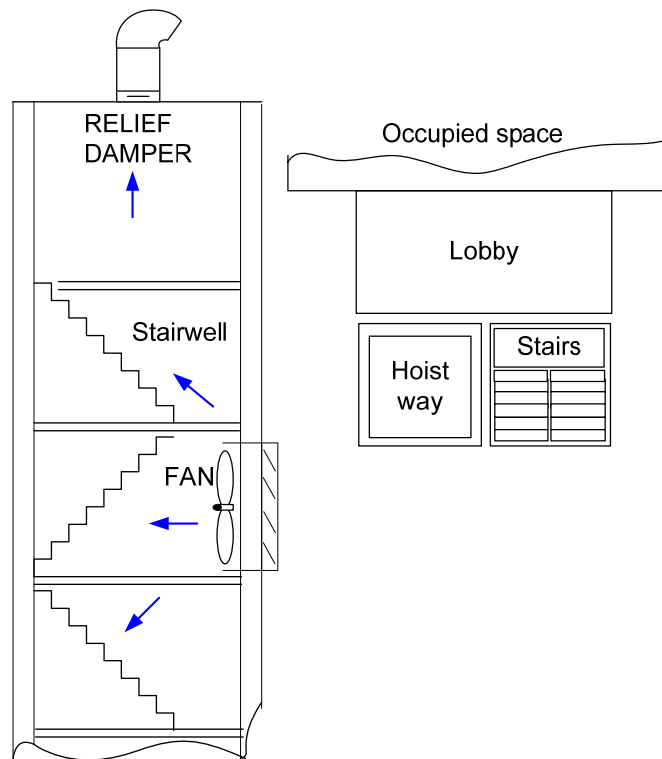 RELIEF
DAMPER
Stairwell
FAN
Occupied space
Lobby
Hoist
way
Stairs